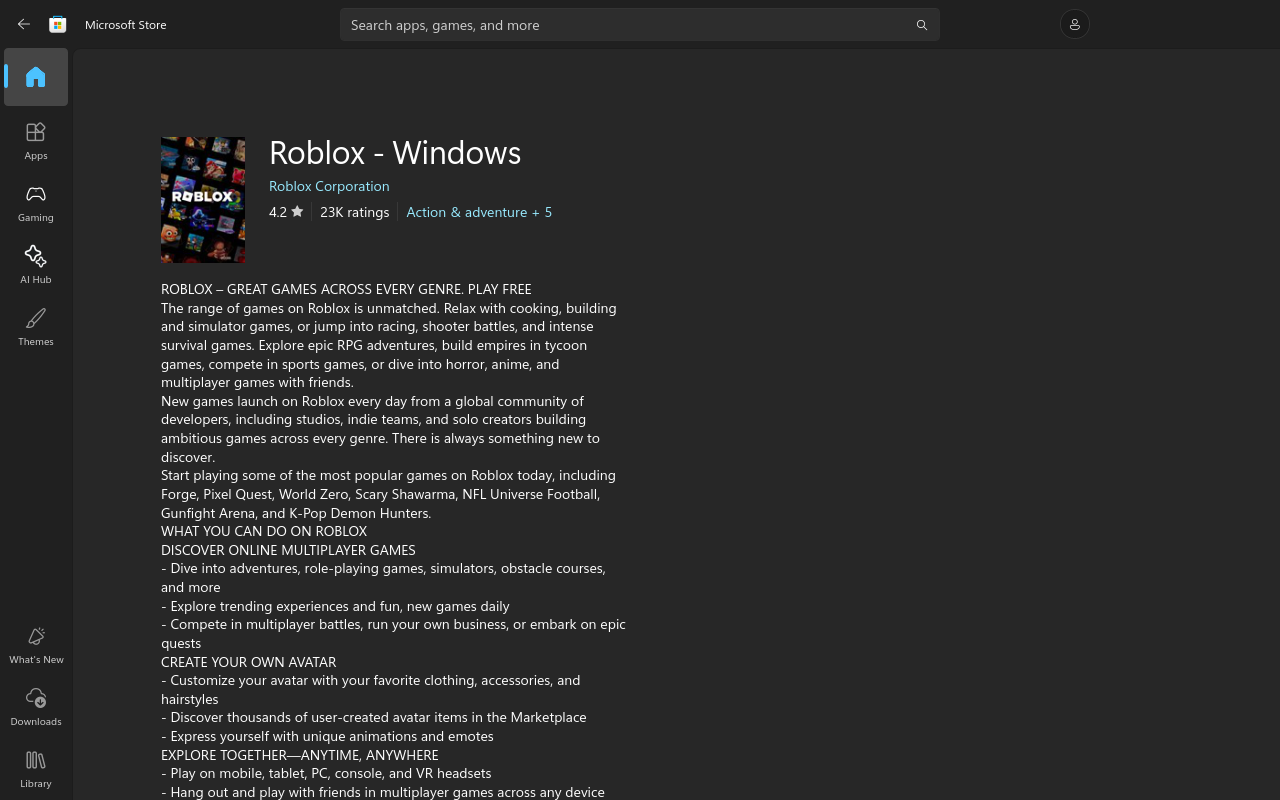 Microsoft Store
Search apps, games, and more
Apps
Gaming
AI Hub
Themes
What's New
Downloads
Library
ROBLOX
Roblox - Windows
Roblox Corporation
4.2
23K ratings
Action & adventure + 5
ROBLOX – GREAT GAMES ACROSS EVERY GENRE. PLAY FREE
The range of games on Roblox is unmatched. Relax with cooking, building
and simulator games, or jump into racing, shooter battles, and intense
survival games. Explore epic RPG adventures, build empires in tycoon
games, compete in sports games, or dive into horror, anime, and
multiplayer games with friends.
New games launch on Roblox every day from a global community of
developers, including studios, indie teams, and solo creators building
ambitious games across every genre. There is always something new to
discover.
Start playing some of the most popular games on Roblox today, including
Forge, Pixel Quest, World Zero, Scary Shawarma, NFL Universe Football,
Gunfight Arena, and K-Pop Demon Hunters.
WHAT YOU CAN DO ON ROBLOX
DISCOVER ONLINE MULTIPLAYER GAMES
- Dive into adventures, role-playing games, simulators, obstacle courses,
and more
- Explore trending experiences and fun, new games daily
- Compete in multiplayer battles, run your own business, or embark on epic
quests
CREATE YOUR OWN AVATAR
- Customize your avatar with your favorite clothing, accessories, and
hairstyles
- Discover thousands of user-created avatar items in the Marketplace
- Express yourself with unique animations and emotes
EXPLORE TOGETHER—ANYTIME, ANYWHERE
- Play on mobile, tablet, PC, console, and VR headsets
- Hang out and play with friends in multiplayer games across any device